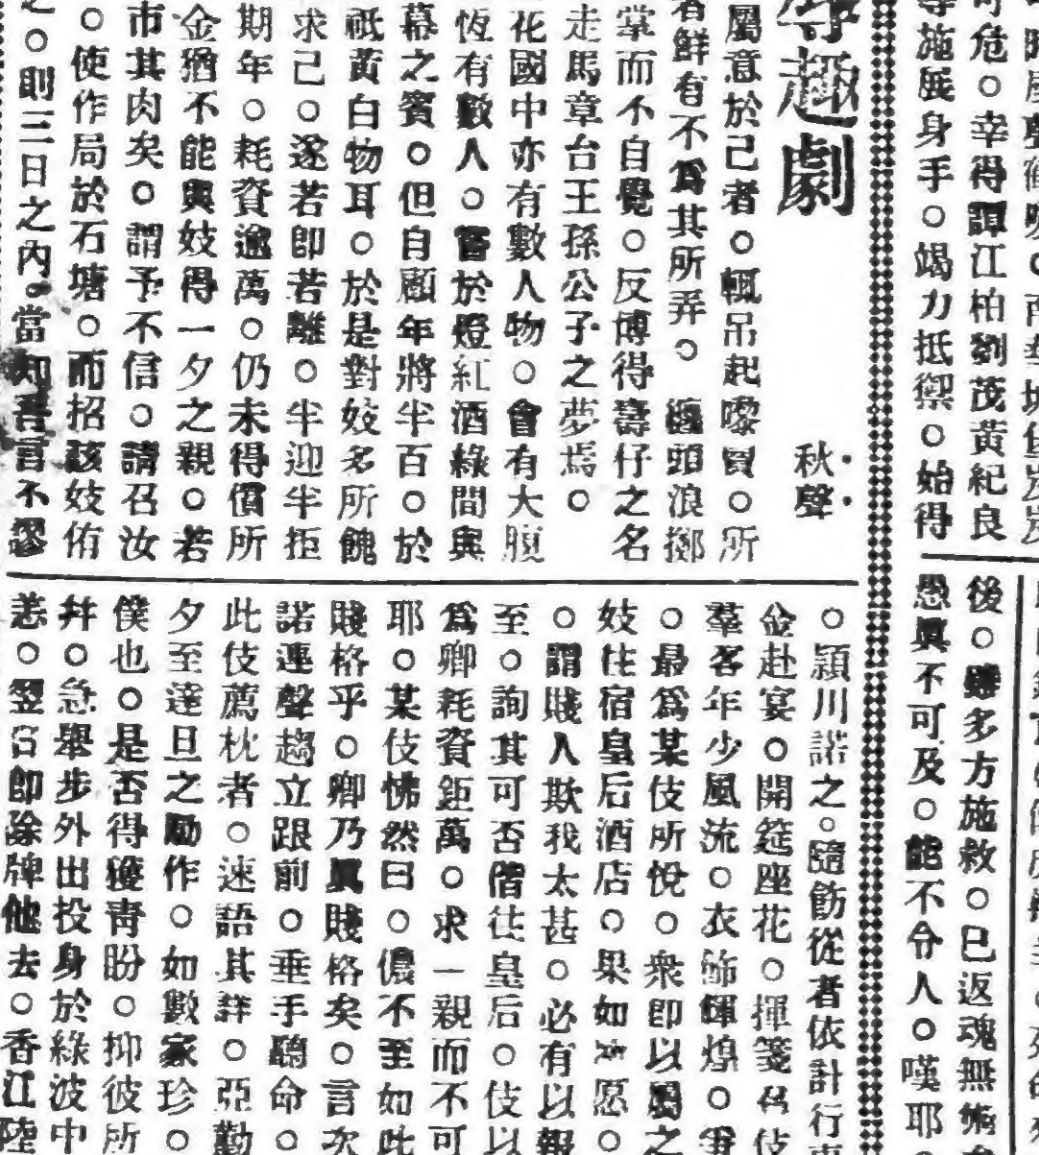 危。幸得譚江柏劉茂黃紀良
施展身手。竭力抵禦。始得
後。雖多方施救。已返魂無術
愚眞不可及。能不令人。嘆耶
趣劇
秋聲
屬意於己者。輒吊起嚟賣。所
者鮮有不爲其所弄。 頭浪擲
掌而不自覺。反博得壽仔之名
走馬章台王孫公子之夢焉。
花國中亦有數人物。會有大腹
恆有數人。嘗於燈紅酒綠間與
幕之賓。但自顧年將半百。於
祇黃白物耳。於是對妓多所餽
求己。遂若卽若離。半迎半拒
期年。耗資逾萬。仍未得償所
金猶不能與妓得一夕之親。若
市其肉矣。謂予不信。請召汝
。使作局於石塘。而招該妓侑
。則三日之內。當知吾言不謬
。潁川諾之。隨飭從者依計行
金赴宴。開筵座花。揮箋召伎
羣客年少風流。衣飾輝煌。
。最爲某伎所悅。衆卽以屬之
妓住宿皇后酒店。果如 愿。
。謂賤人欺我太甚。必有以報
至。詢其可否偕往皇后。伎以
爲卿耗資鉅萬。求一親而不可
耶。某伎怫然曰。儂不至如此
賤格乎。卿乃眞賤格矣。言次
諾連聲趨立跟前。垂手聽命。
此伎薦枕者。速語其詳。亞勤
夕至達旦之勵作。如數家珍。
僕也。是否得獲青盼。抑彼所
幷。急舉步外出投身於綠波中
恙。翌日卽除牌他去。香江陸